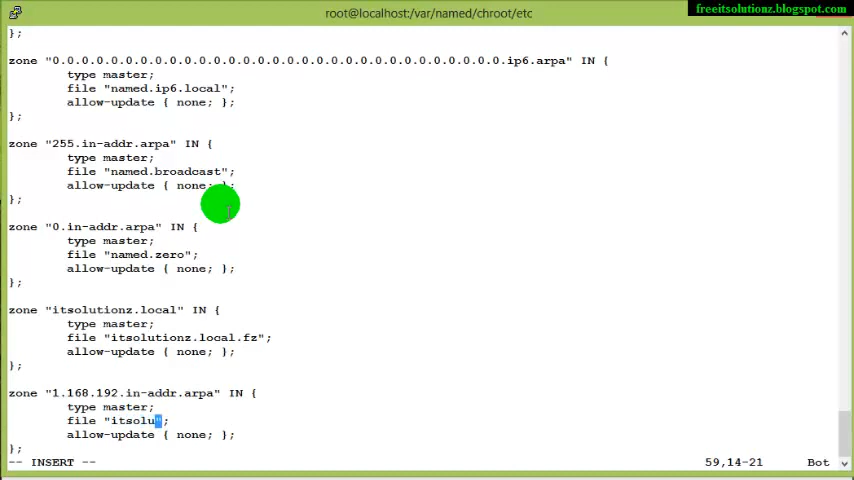 root@localhost:/var/named/chroot/etc
freeitsolutionz.blogspot.com
};
zone "0.0.0.0.0.0.0.0.0.0.0.0.0.0.0.0.0.0.0.0.0.0.0.0.0.0.0.0.0.0.0.0.ip6.arpa" IN {
type master;
file "named.ip6.local";
allow-update { none; };
};
zone "255.in-addr.arpa" IN {
type master;
file "named.broadcast";
allow-update { none; };
};
zone "0.in-addr.arpa" IN {
type master;
file "named.zero";
allow-update { none; };
};
zone "itsolutionz.local" IN {
type master;
file "itsolutionz.local.fz";
allow-update { none; };
};
zone "1.168.192.in-addr.arpa" IN {
type master;
file "itsolu";
allow-update { none; };
};
-- INSERT -- 59,14-21 Bot